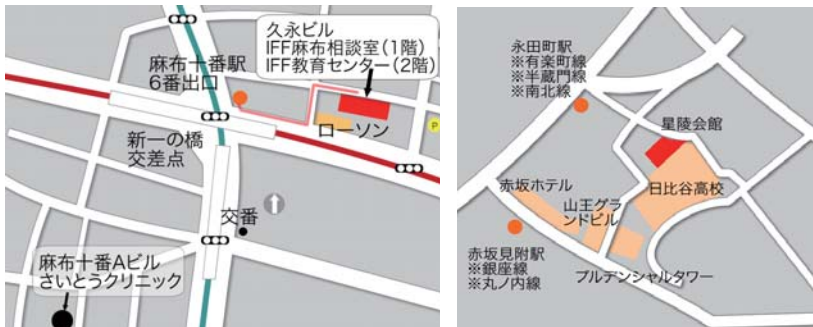 久永ビル
IFF麻布相談室(1階)
IFF教育センター(2階)
麻布十番駅
6番出口
ローソン
P
新一の橋
交差点
交番
麻布十番Aビル
さいとうクリニック
永田町駅
※有楽町線
※半蔵門線
※南北線
星陵会館
日比谷高校
赤坂ホテル
山王グラ
ンドビル
赤坂見附駅
※銀座線
※丸ノ内線
プルデンシャルタワー